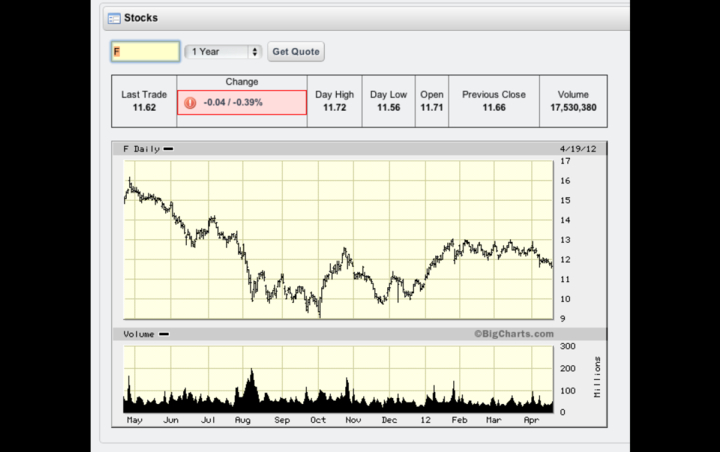 Stocks
F 1 Year Get Quote
Last Trade Change Day High Day Low Open Previous Close Volume
11.62 -0.04 / -0.39% 11.72 11.56 11.71 11.66 17,530,380
F Daily 4/19/12
17
16
15
14
13
12
11
10
9
Volume ©BigCharts.com
300
200
100
0
Millions
May Jun Jul Aug Sep Oct Nov Dec 12 Feb Mar Apr